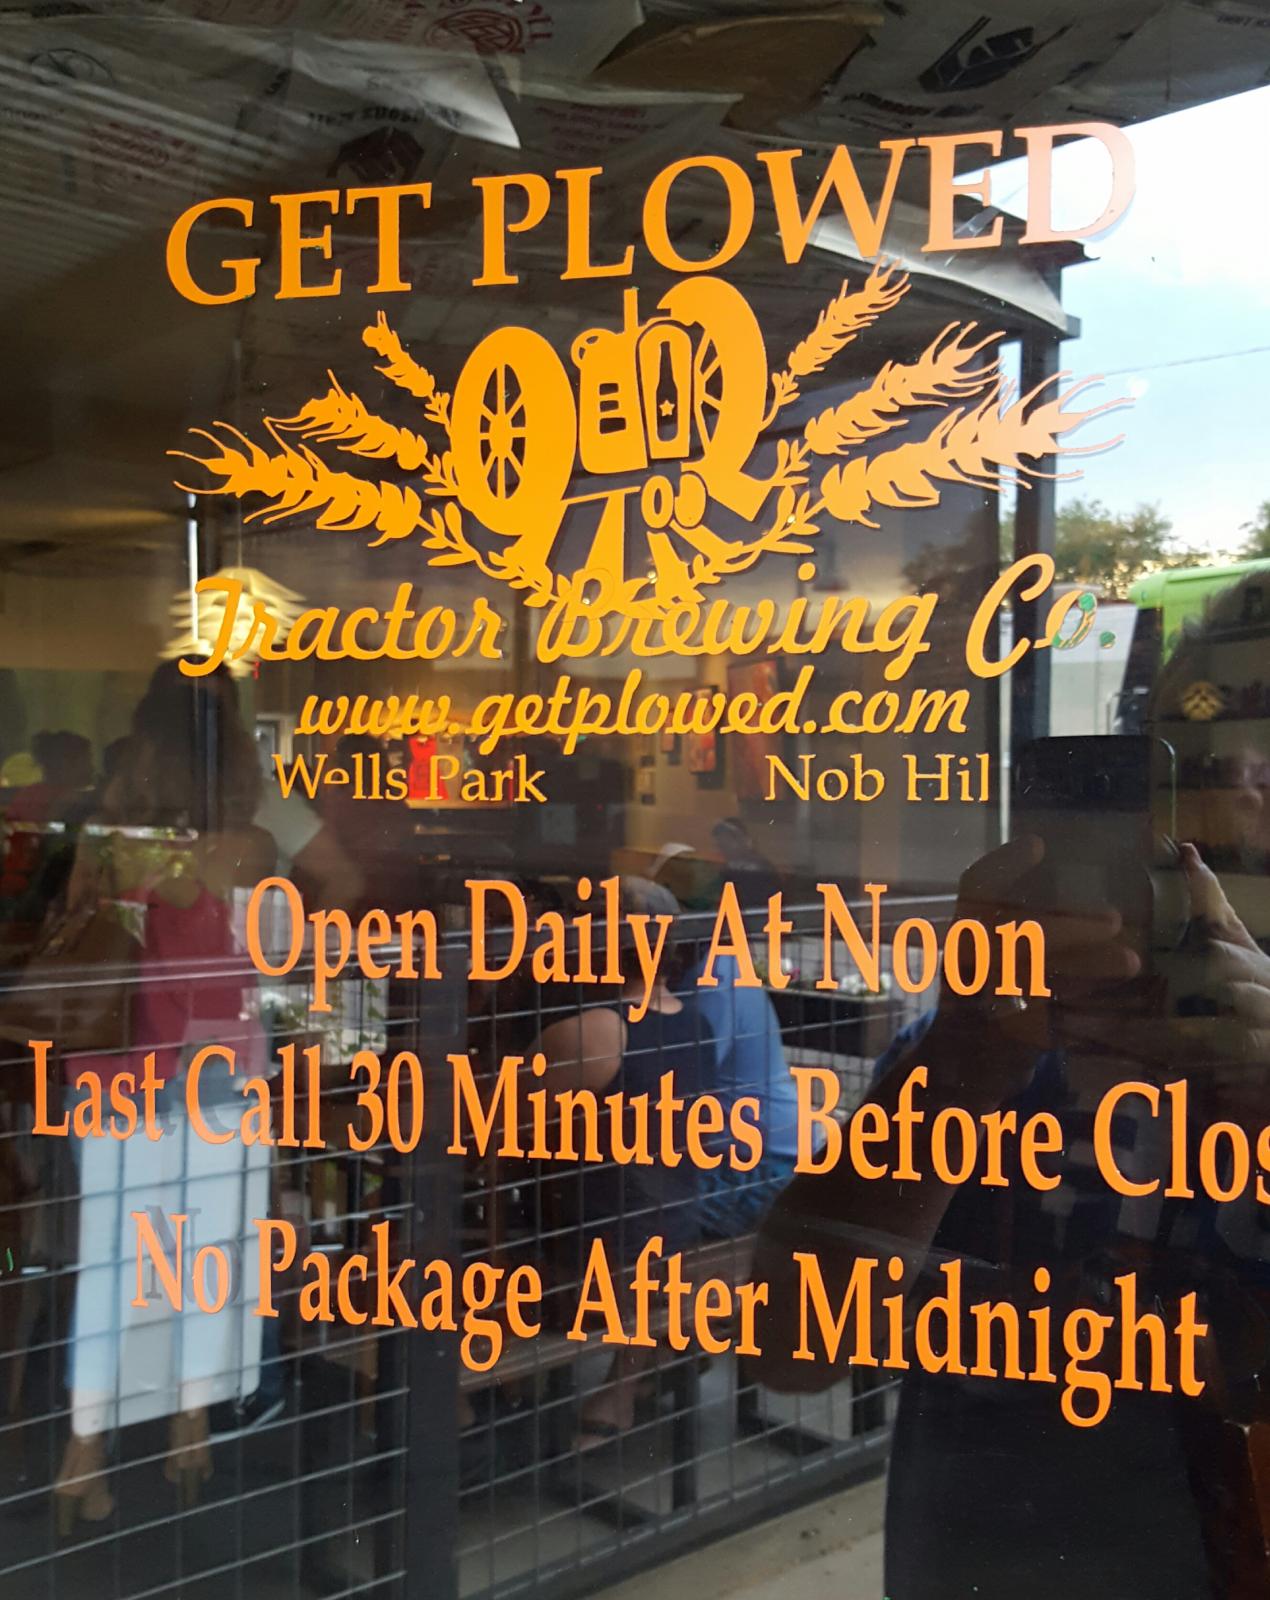 GET PLOWED
Tractor Brewing Co.
www.getplowed.com
Wells Park Nob Hil
Open Daily At Noon
Last Call 30 Minutes Before Clos
No Package After Midnight